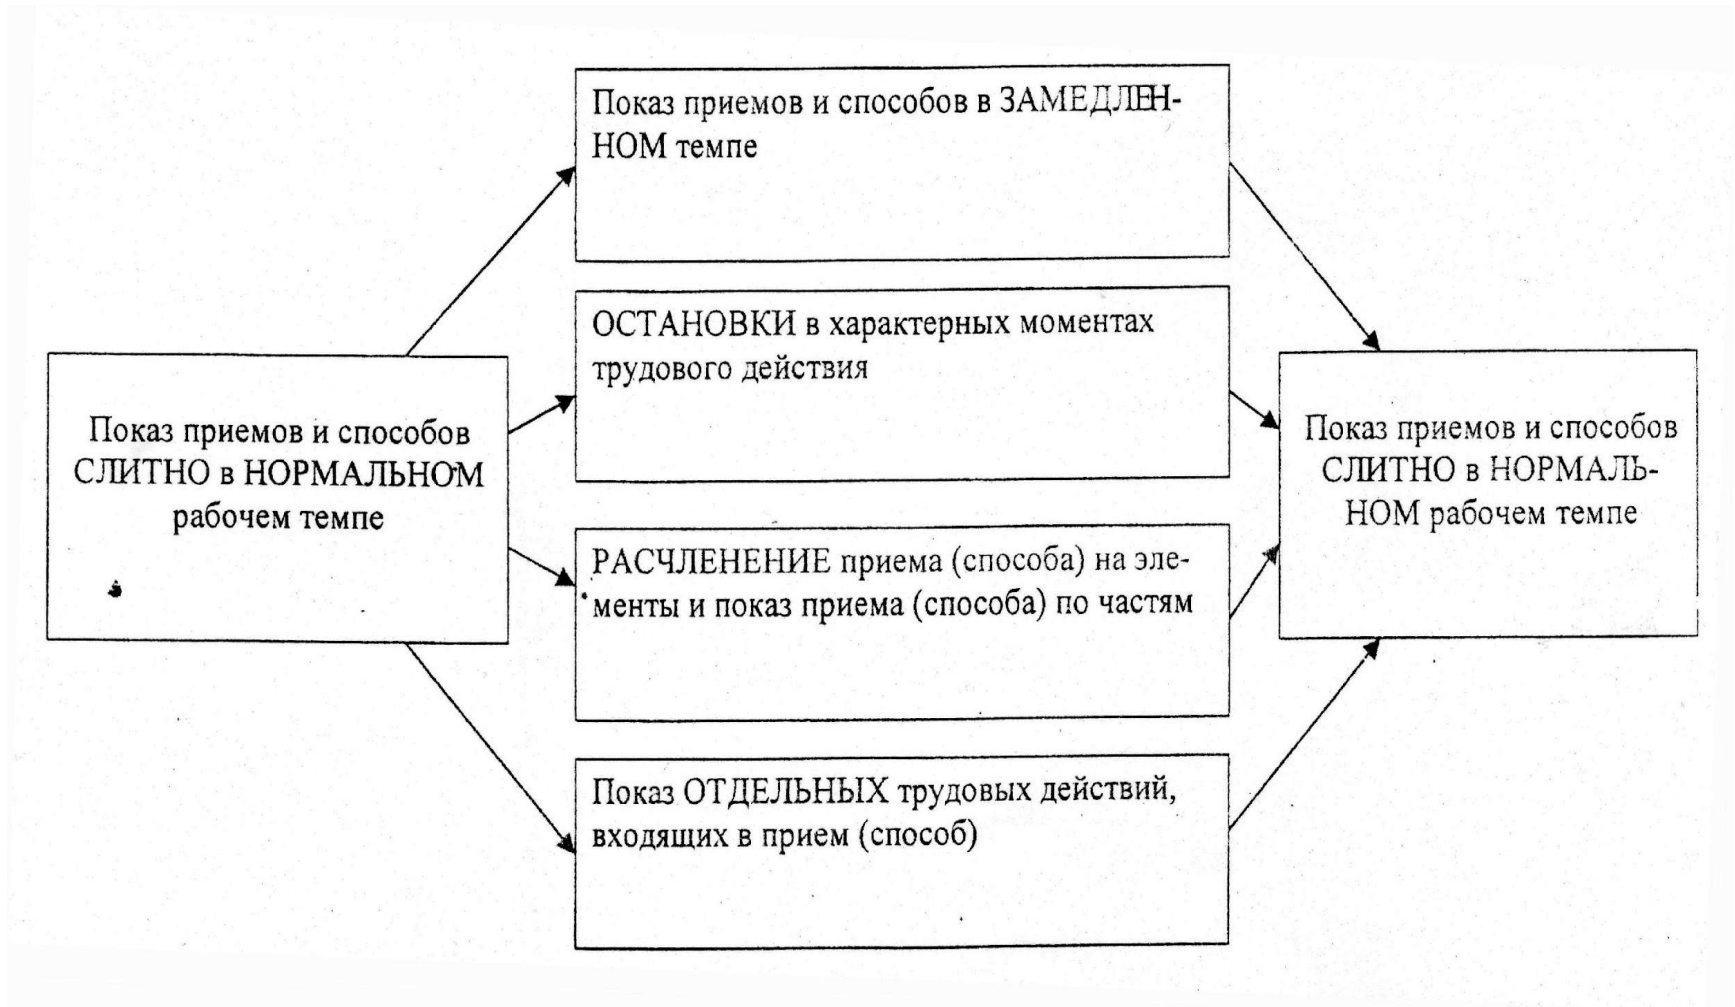 Показ приемов и способов
СЛИТНО в НОРМАЛЬНОМ
рабочем темпе
Показ приемов и способов в ЗАМЕДЛЕН-
НОМ темпе
ОСТАНОВКИ в характерных моментах
трудового действия
РАСЧЛЕНЕНИЕ приема (способа) на эле-
менты и показ приема (способа) по частям
Показ ОТДЕЛЬНЫХ трудовых действий,
входящих в прием (способ)
Показ приемов и способов
СЛИТНО в НОРМАЛЬ-
НОМ рабочем темпе